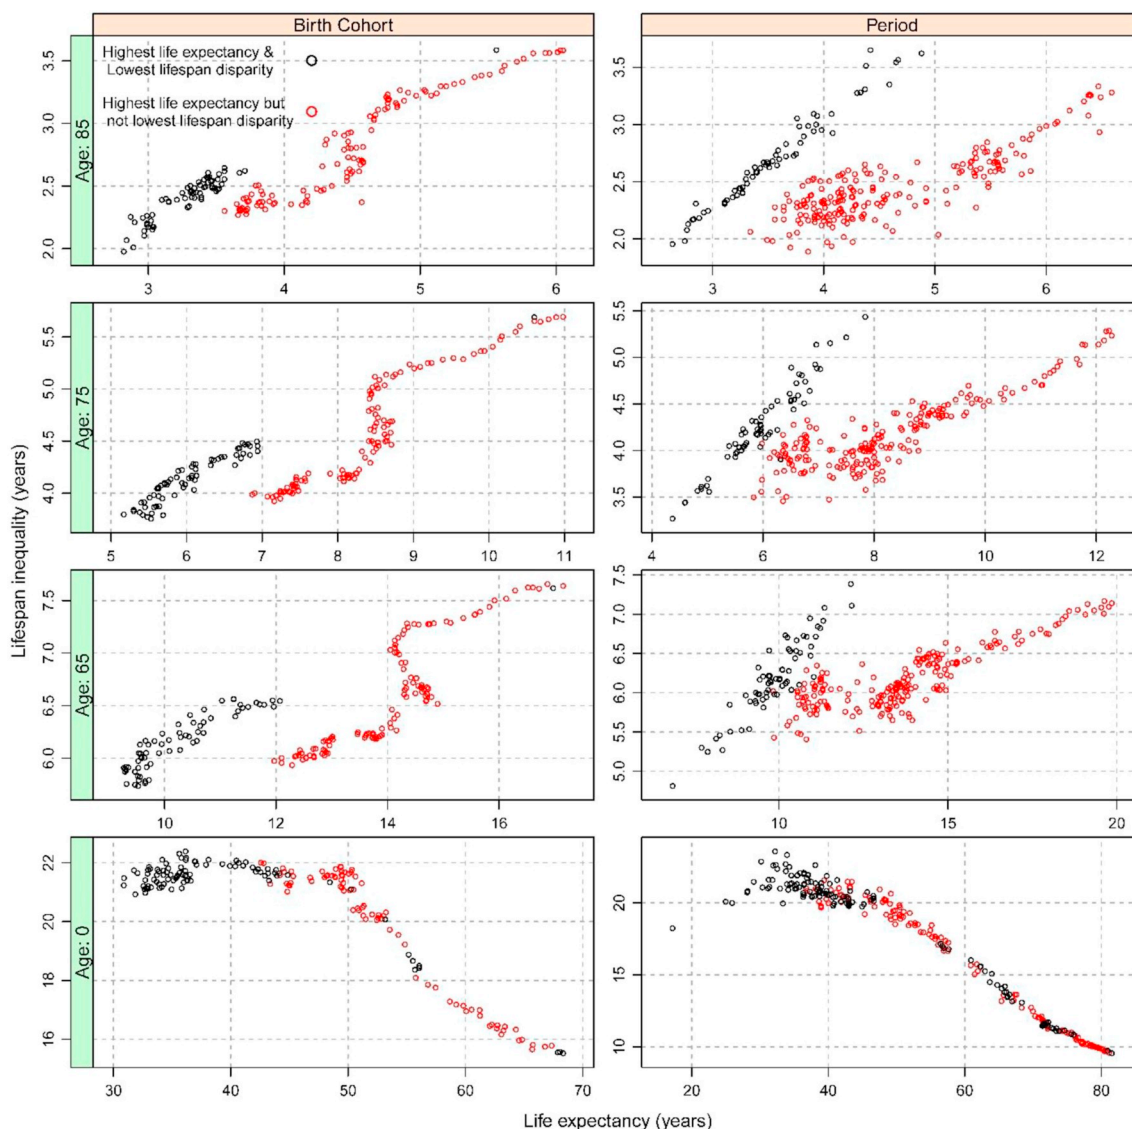 Birth Cohort
Period
Highest life expectancy &
Lowest lifespan disparity
Highest life expectancy but
not lowest lifespan disparity
Age: 85
2.0 2.5 3.0 3.5
3 4 5 6
2.0 2.5 3.0 3.5
3 4 5 6
Age: 75
4.0 4.5 5.0 5.5
5 6 7 8 9 10 11
3.5 4.0 4.5 5.0 5.5
4 6 8 10 12
Age: 65
6.0 6.5 7.0 7.5
10 12 14 16
5.0 5.5 6.0 6.5 7.0 7.5
10 15 20
Age: 0
16 18 20 22
30 40 50 60 70
10 15 20
20 40 60 80
Lifespan inequality (years)
Life expectancy (years)